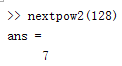 >> nextpow2(128)
ans =
7